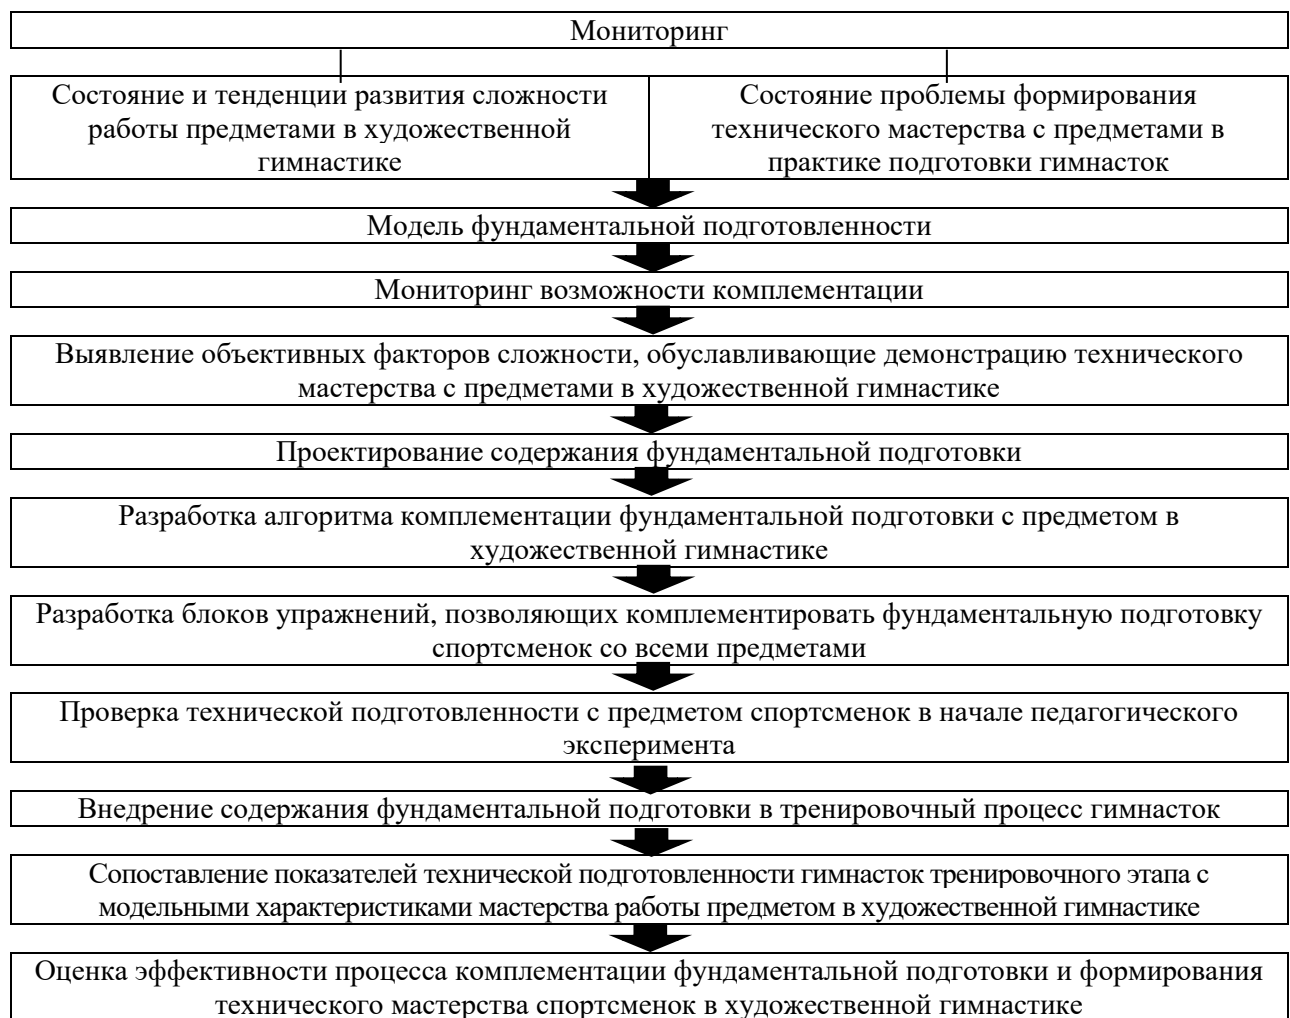 Мониторинг
Состояние и тенденции развития сложности
работы предметами в художественной
гимнастике
Состояние проблемы формирования
технического мастерства с предметами в
практике подготовки гимнасток
Модель фундаментальной подготовленности
Мониторинг возможности комплементации
Выявление объективных факторов сложности, обуславливающие демонстрацию технического
мастерства с предметами в художественной гимнастике
Проектирование содержания фундаментальной подготовки
Разработка алгоритма комплементации фундаментальной подготовки с предметом в
художественной гимнастике
Разработка блоков упражнений, позволяющих комплементировать фундаментальную подготовку
спортсменок со всеми предметами
Проверка технической подготовленности с предметом спортсменок в начале педагогического
эксперимента
Внедрение содержания фундаментальной подготовки в тренировочный процесс гимнасток
Сопоставление показателей технической подготовленности гимнасток тренировочного этапа с
модельными характеристиками мастерства работы предметом в художественной гимнастике
Оценка эффективности процесса комплементации фундаментальной подготовки и формирования
технического мастерства спортсменок в художественной гимнастике